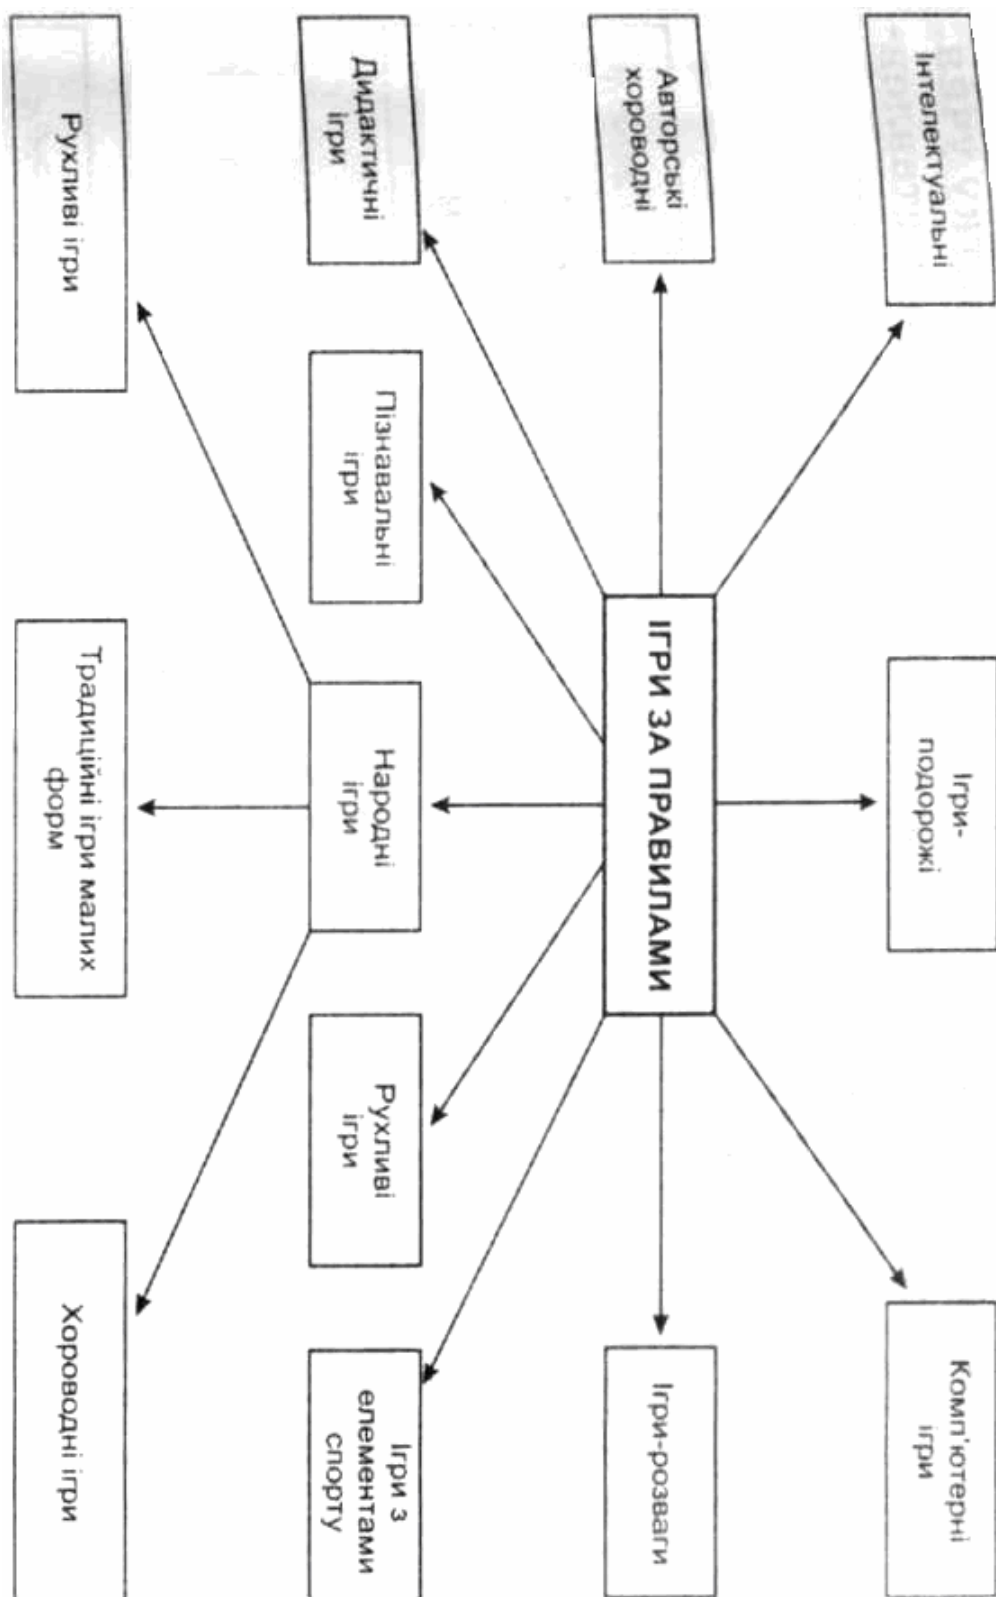 Інтелектуальні
Ігри-
подорожі
Комп'ютерні
ігри
Авторські
хороводні
ІГРИ ЗА ПРАВИЛАМИ
Ігри-розваги
Дидактичні
ігри
Пізнавальні
ігри
Народні
ігри
Рухливі
ігри
Ігри з
елементами
спорту
Рухливі ігри
Традиційні ігри малих
форм
Хороводні ігри